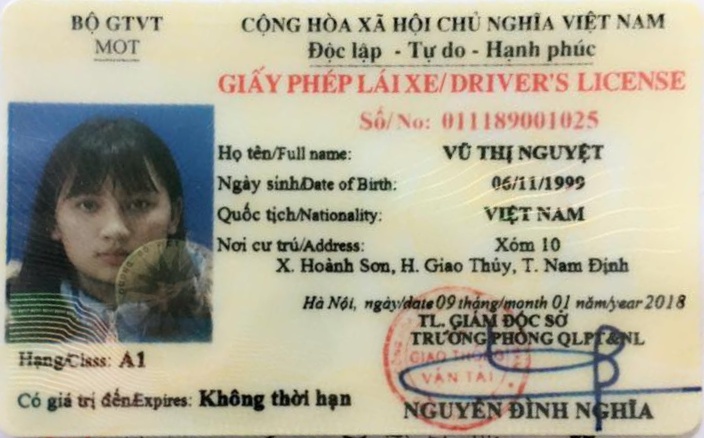 BỘ GTVT
MOT
CỘNG HÒA XÃ HỘI CHỦ NGHĨA VIỆT NAM
Độc lập - Tự do - Hạnh phúc
GIẤY PHÉP LÁI XE/DRIVER'S LICENSE
Số/No: 011189001025
Họ tên/Full name: VŨ THỊ NGUYỆT
Ngày sinh/Date of Birth: 06/11/1999
Quốc tịch/Nationality: VIỆT NAM
Nơi cư trú/Address: Xóm 10
X. Hoành Sơn, H. Giao Thủy, T. Nam Định
Hà Nội, ngày/date 09 tháng/month 01 năm/year 2018
TL. GIÁM ĐỐC SỞ
TRƯỞNG PHÒNG QLPT&NL
GIAO THÔNG
VẬN TẢI
Hạng/Class: A1
Có giá trị đến/Expires: Không thời hạn
NGUYỄN ĐÌNH NGHĨA